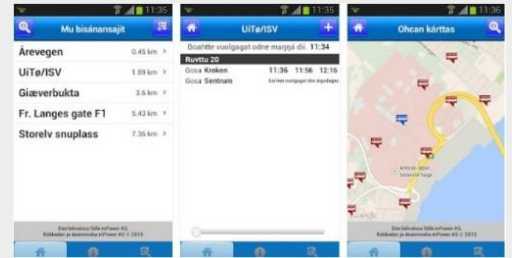 11:35
Mu bisánansajit
Årevegen 0.45 km
UiTø/ISV 1.89 km
Giæverbukta 3.6 km
Fr. Langes gate F1 5.43 km
Storelv snuplass 7.36 km
11:35
UiTø/ISV
Boahtte vuolgagat odne maŋŋá dii. 11:34
Ruvttu 20
Gosa Kroken 11:36 11:56 12:16
Gosa Sentrum
11:36
Ohcan kárttas